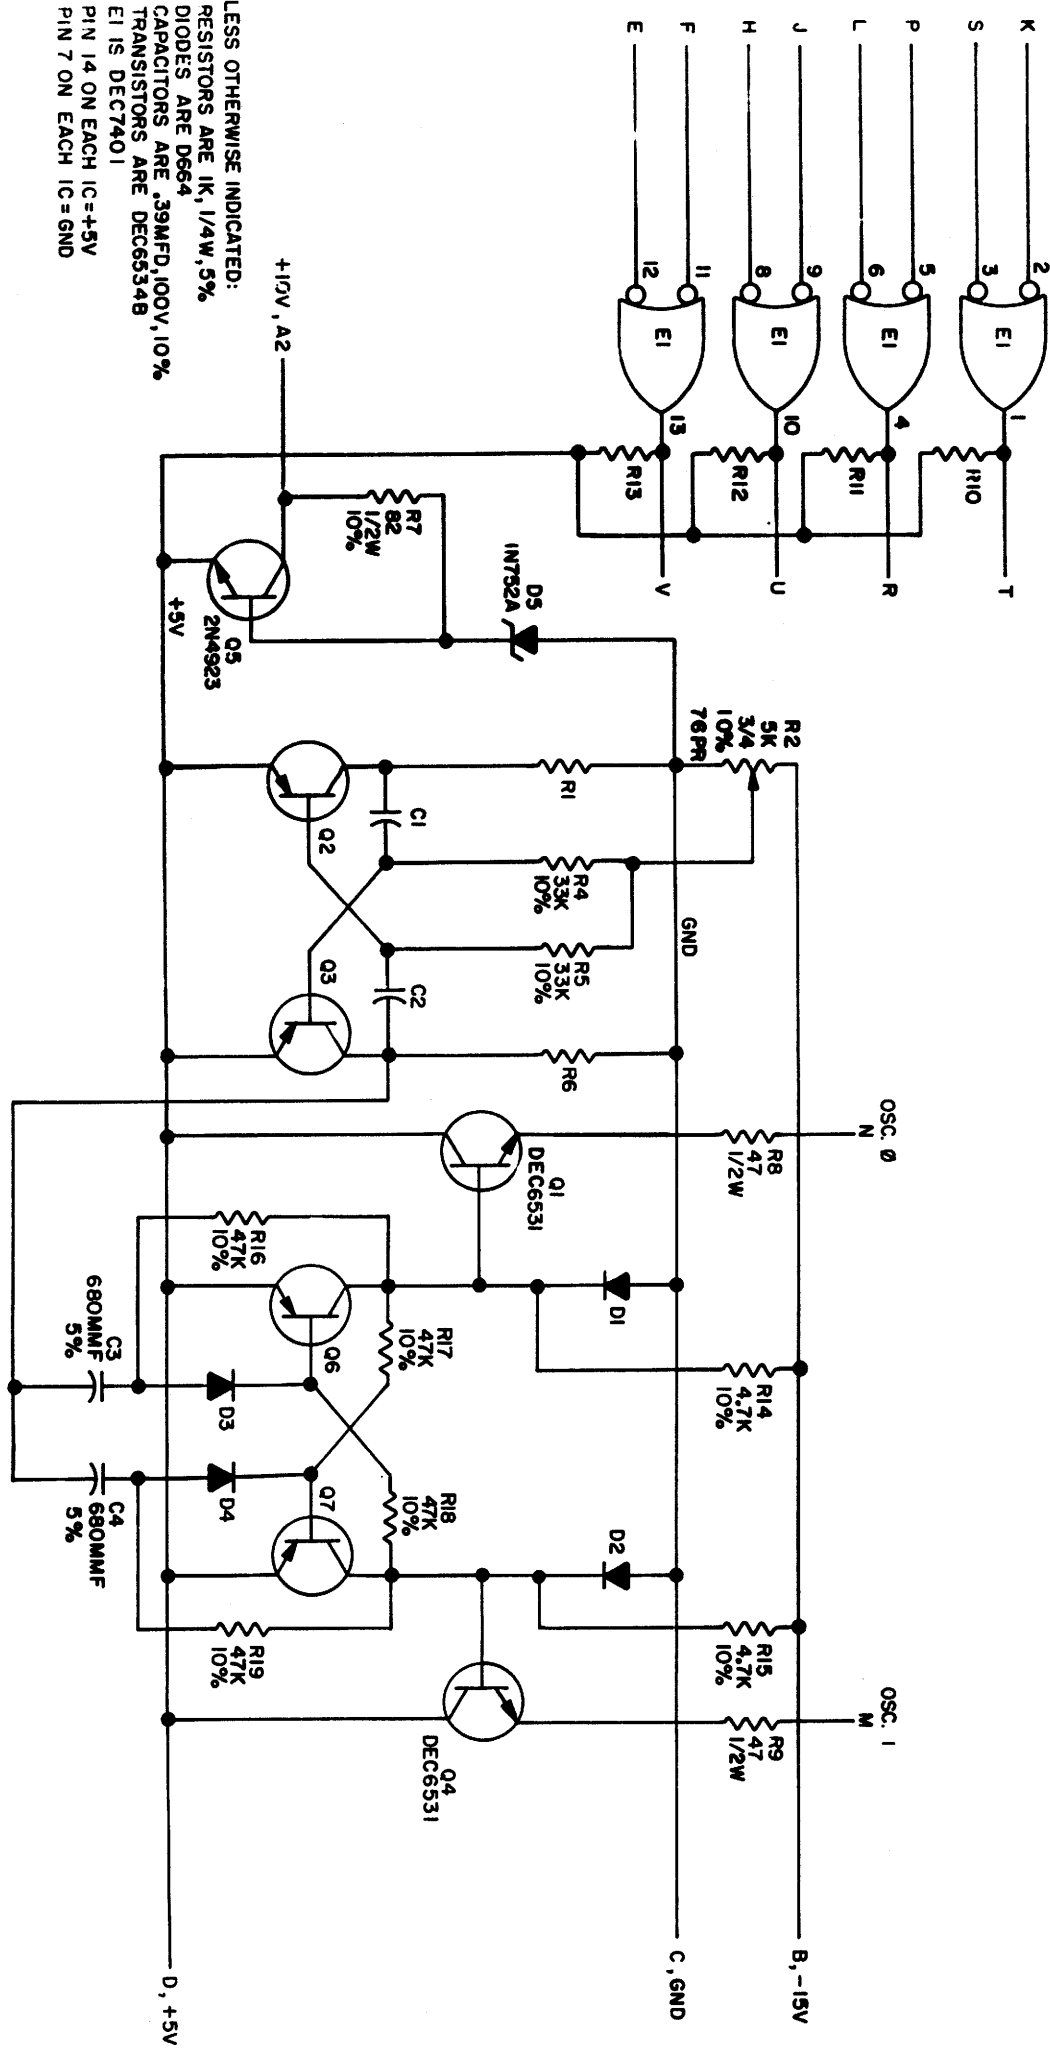 K
S
P
L
J
H
F
E
2
3
5
6
9
8
11
12
E1
E1
E1
E1
1
4
10
13
R10
R11
R12
R13
T
R
U
V
+10V, A2
R7
82
1/2W
10%
D5
1N752A
Q5
2N4923
+5V
R2
5K
3/4
10%
76PR
GND
R1
C1
Q2
R4
33K
10%
R5
33K
10%
Q3
C2
R6
OSC. Ø
N
R8
47
1/2W
Q1
DEC6531
D1
R14
4.7K
10%
R16
47K
10%
R17
47K
10%
Q6
D3
C3
680MMF
5%
D4
C4
680MMF
5%
Q7
R18
47K
10%
D2
R15
4.7K
10%
R19
47K
10%
OSC. 1
M
R9
47
1/2W
Q4
DEC6531
B, -15V
C, GND
D, +5V
LESS OTHERWISE INDICATED:
RESISTORS ARE 1K, 1/4W, 5%
DIODES ARE D664
CAPACITORS ARE .39MFD, 100V, 10%
TRANSISTORS ARE DEC6534B
E1 IS DEC7401
PIN 14 ON EACH IC=+5V
PIN 7 ON EACH IC=GND